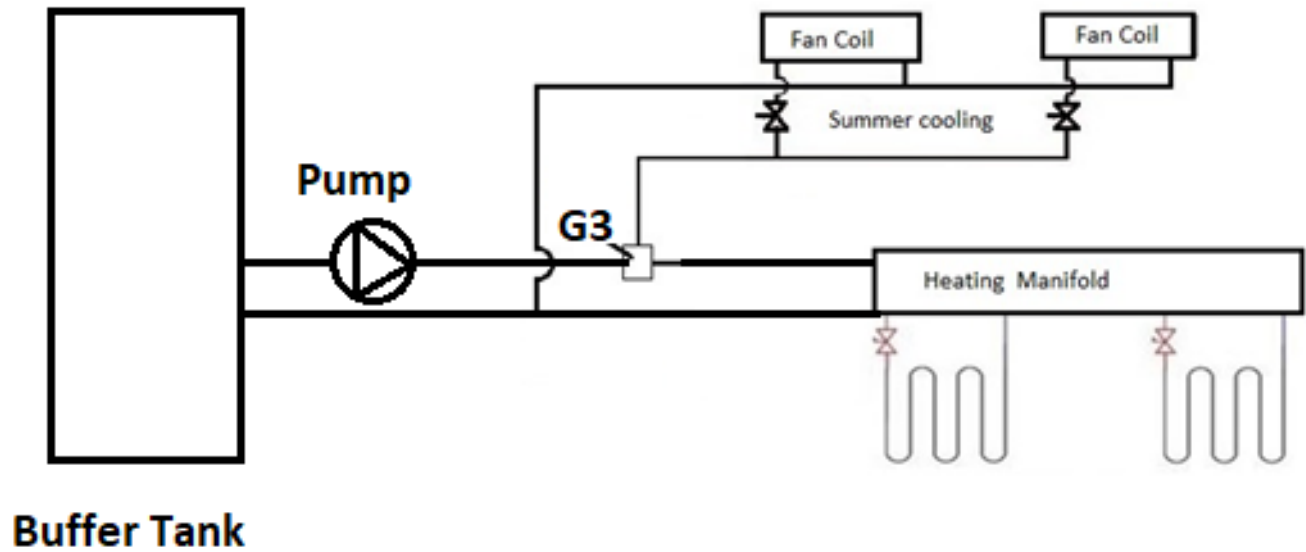 Fan Coil
Fan Coil
Summer cooling
Pump
G3
Heating Manifold
Buffer Tank